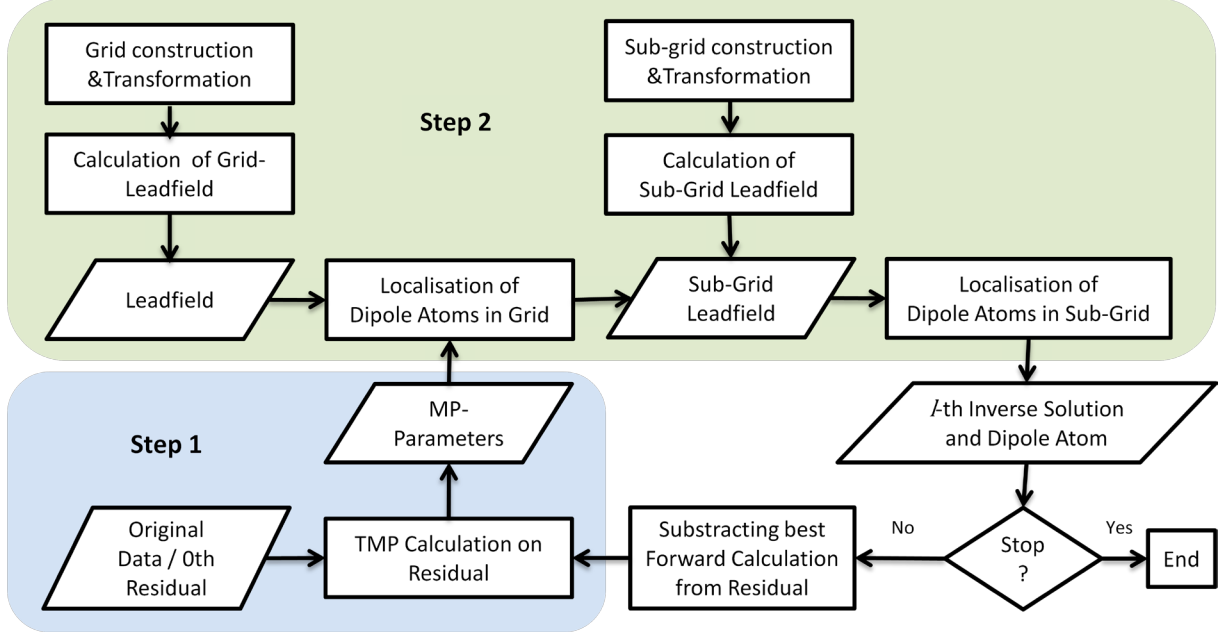 Grid construction
&Transformation
Sub-grid construction
&Transformation
Step 2
Calculation of Grid-
Leadfield
Calculation of
Sub-Grid Leadfield
Leadfield
Localisation of
Dipole Atoms in Grid
Sub-Grid
Leadfield
Localisation of
Dipole Atoms in Sub-Grid
MP-
Parameters
l-th Inverse Solution
and Dipole Atom
Step 1
Original
Data / 0th
Residual
TMP Calculation on
Residual
Substracting best
Forward Calculation
from Residual
No
Stop
?
Yes
End